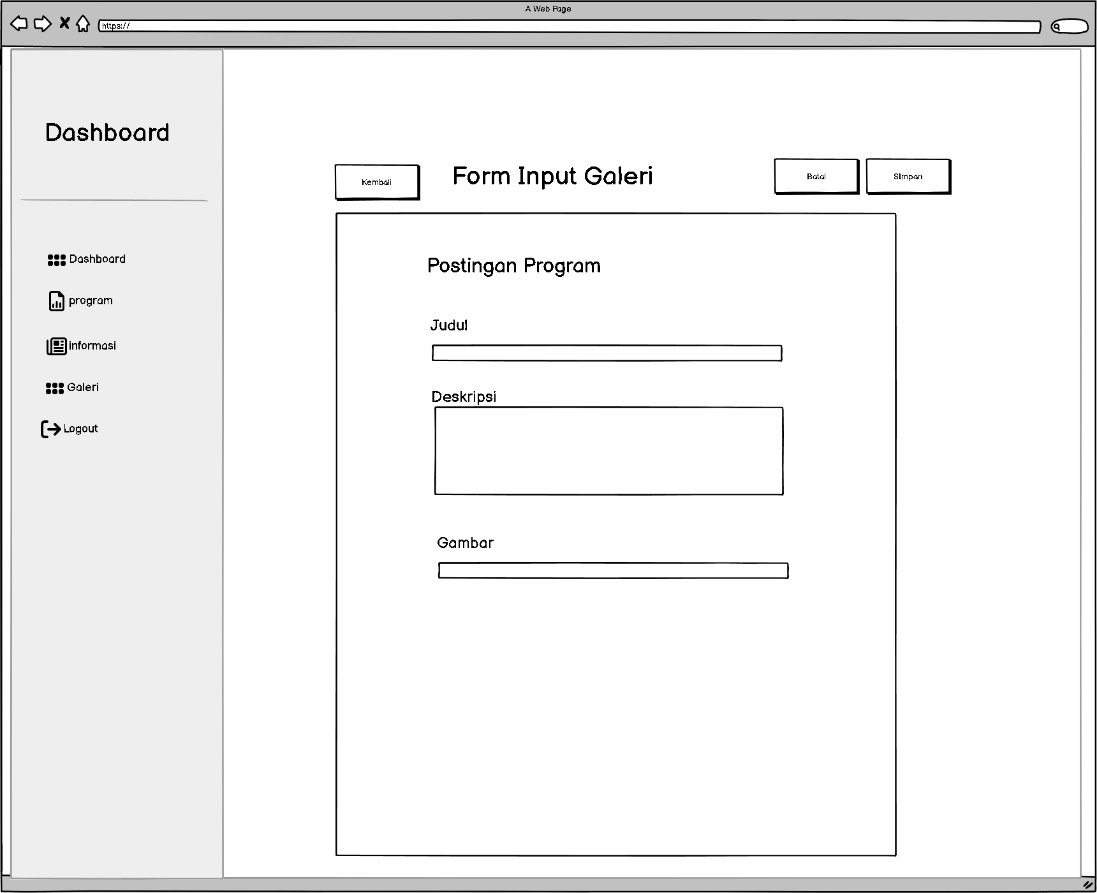 A Web Page
https://
Dashboard
Kembali
Form Input Galeri
Batal
Simpan
Dashboard
program
informasi
Galeri
Logout
Postingan Program
Judul
Deskripsi
Gambar